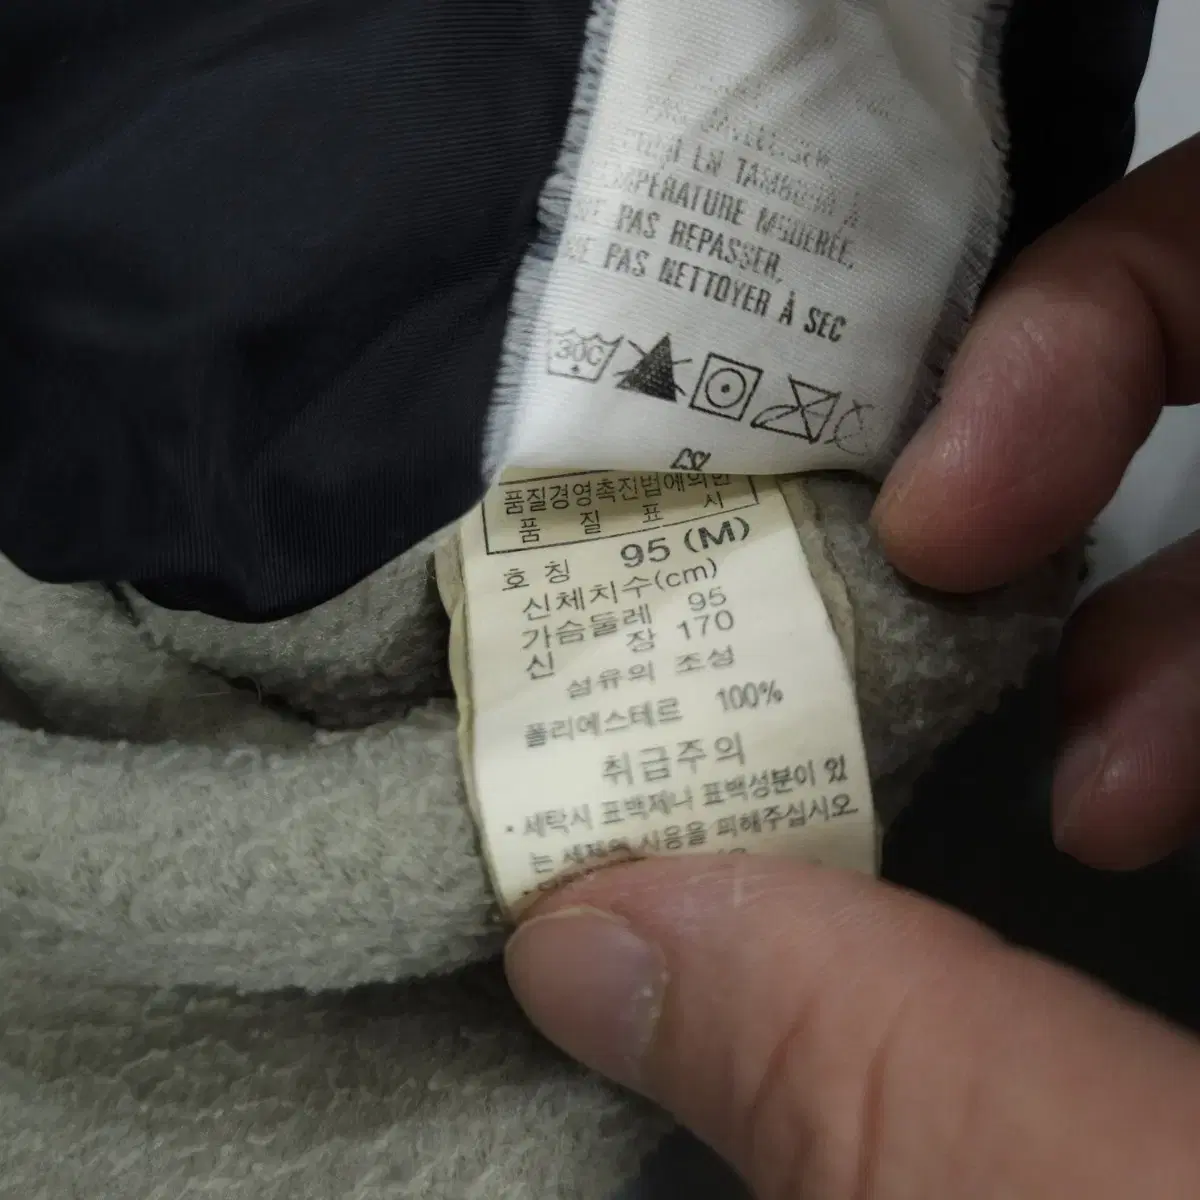 EN TAMBOUR À
TEMPÉRATURE MODÉRÉE.
NE PAS REPASSER.
NE PAS NETTOYER À SEC
30C
품질경영촉진법에의한
품 질 표 시
호 칭 95 (M)
신체치수(cm)
가슴둘레 95
신 장 170
섬유의 조성
폴리에스테르 100%
취급주의
· 세탁시 표백제나 표백성분이 있
는 세제의 사용을 피해주십시오